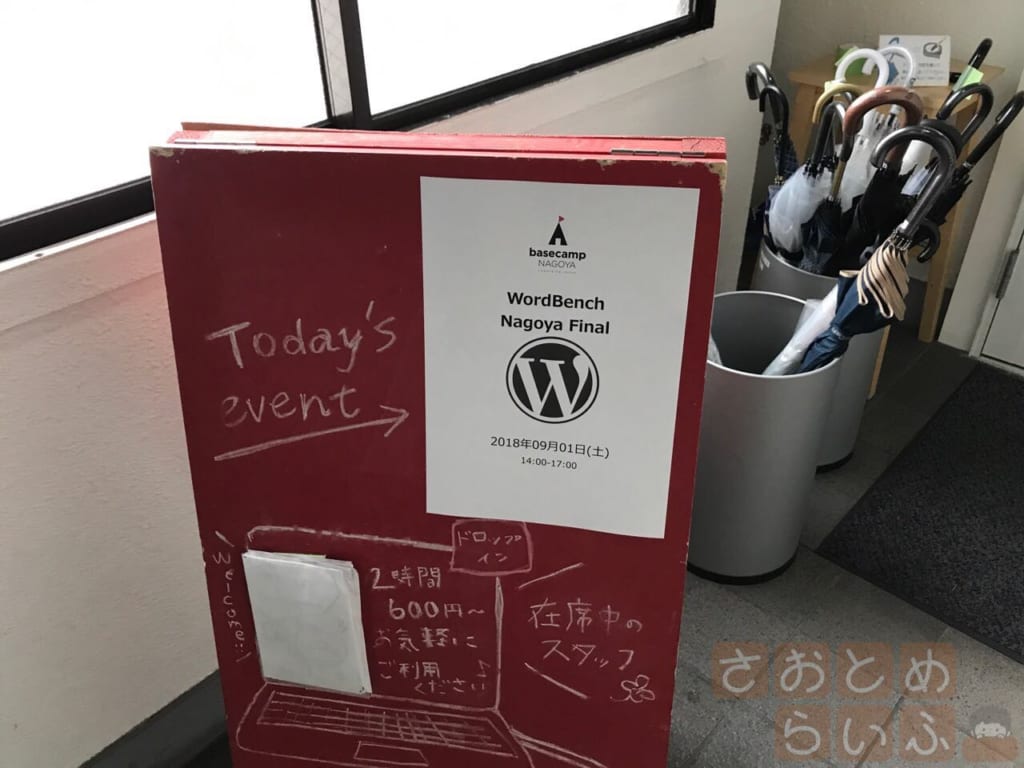 Today's
event
basecamp
NAGOYA
WordBench
Nagoya Final
2018年09月01日(土)
14:00-17:00
welcome::
ドロップ
イン
2時間
600円〜
お気軽に
ご利用
ください♪
在席中の
スタッフ
さおとめ
らいふ